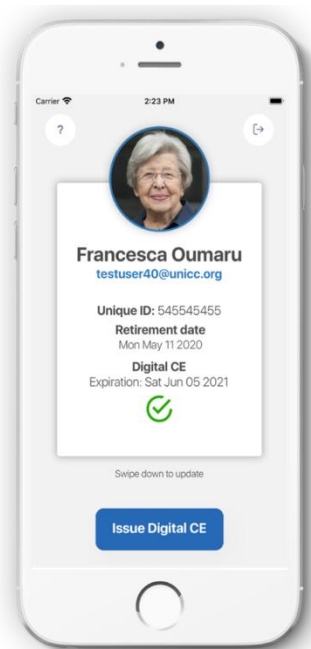 Carrier
2:23 PM
?
Francesca Oumaru
testuser40@unicc.org
Unique ID: 545545455
Retirement date
Mon May 11 2020
Digital CE
Expiration: Sat Jun 05 2021
Swipe down to update
Issue Digital CE